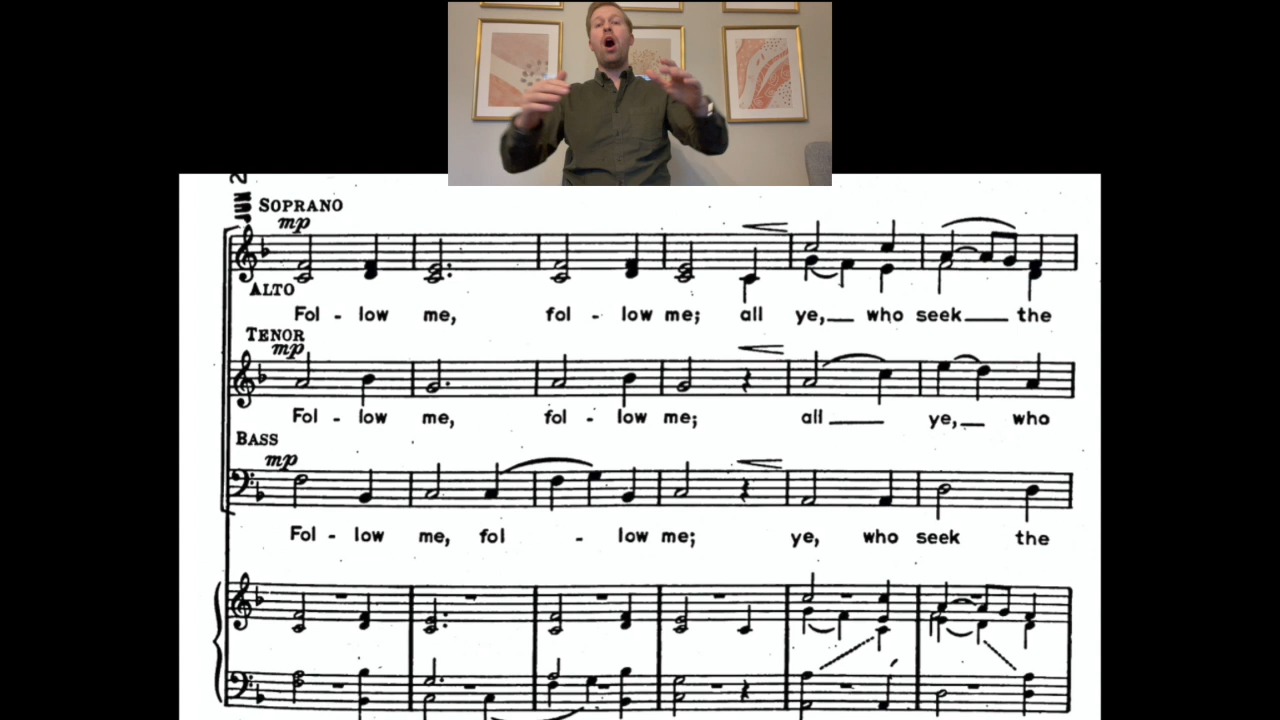 SOPRANO
mp
ALTO
Fol - low me, fol - low me; all ye, who seek the
TENOR
mp
Fol - low me, fol - low me; all ye, who
BASS
mp
Fol - low me, fol - low me; ye, who seek the